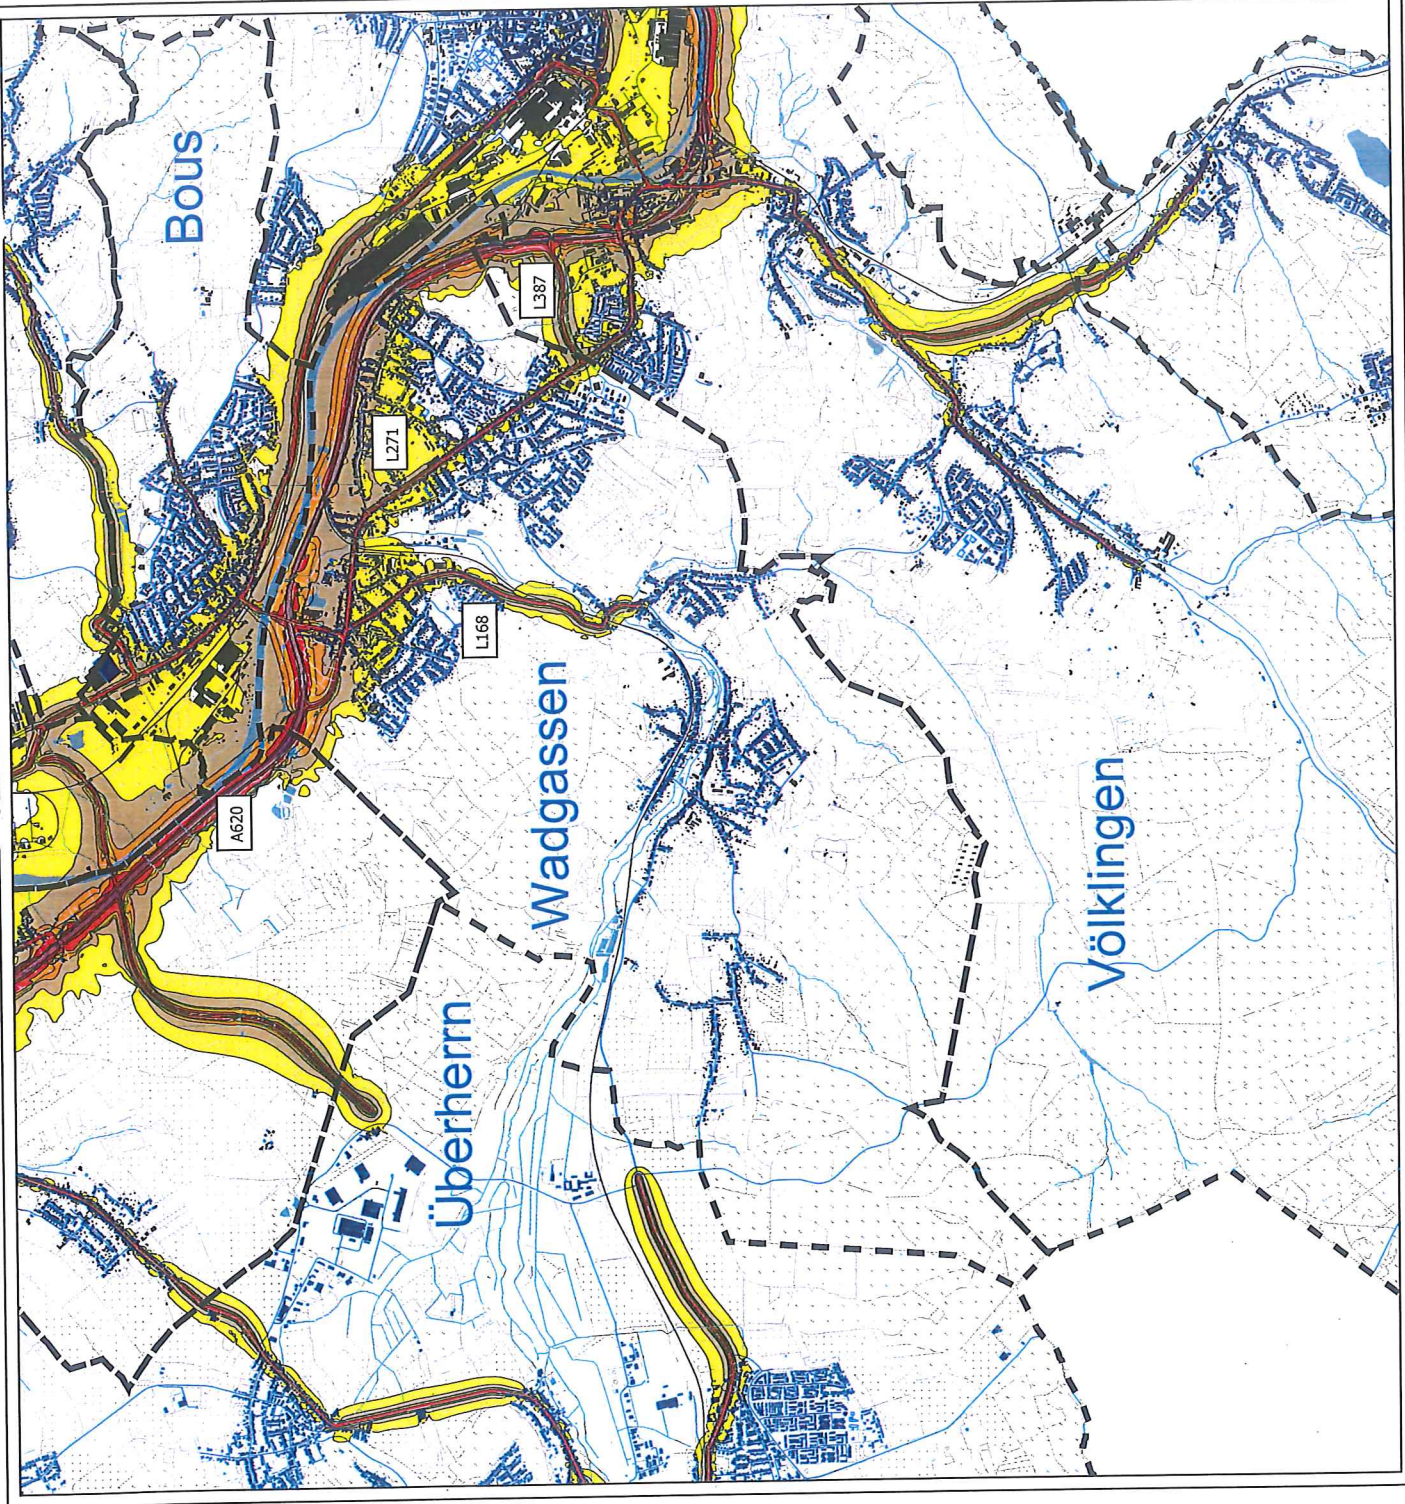 Bous
L387
L271
L168
Wadgassen
A620
Überherrn
Völklingen